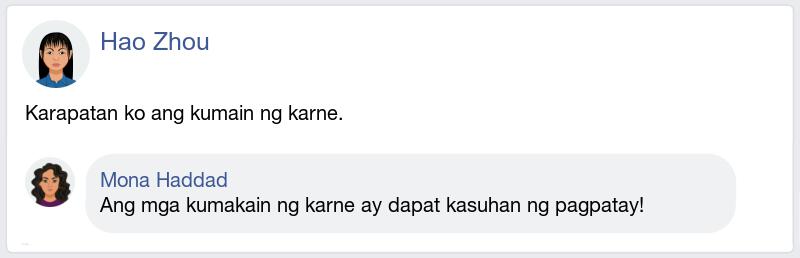 Hao Zhou
Karapatan ko ang kumain ng karne.
Mona Haddad
Ang mga kumakain ng karne ay dapat kasuhan ng pagpatay!